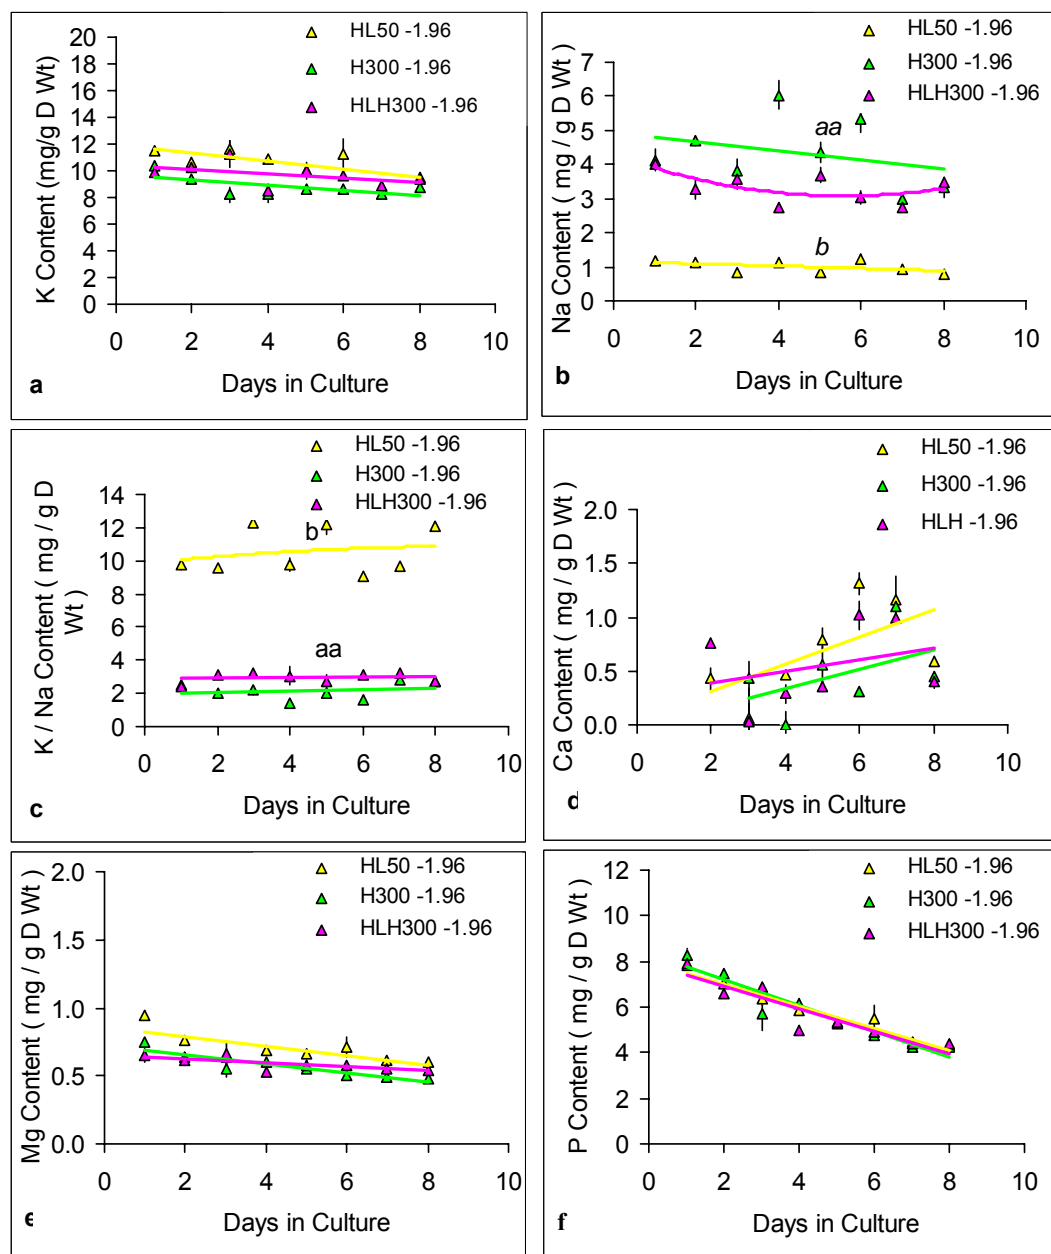 HL50 -1.96
H300 -1.96
HLH300 -1.96
K Content (mg/g D Wt)
20
18
16
14
12
10
8
6
4
2
0
0 2 4 6 8 10
Days in Culture
a
HL50 -1.96
H300 -1.96
HLH300 -1.96
Na Content ( mg / g D Wt )
7
6
5
4
3
2
1
0
aa
b
0 2 4 6 8 10
Days in Culture
b
HL50 -1.96
H300 -1.96
HLH300 -1.96
K / Na Content ( mg / g D
Wt )
14
12
10
8
6
4
2
0
b
aa
0 2 4 6 8 10
Days in Culture
c
HL50 -1.96
H300 -1.96
HLH -1.96
Ca Content ( mg / g D Wt )
2.0
1.5
1.0
0.5
0.0
0 2 4 6 8 10
Days in Culture
d
HL50 -1.96
H300 -1.96
HLH300 -1.96
Mg Content ( mg / g D Wt )
2.0
1.5
1.0
0.5
0.0
0 2 4 6 8 10
Days in Culture
e
HL50 -1.96
H300 -1.96
HLH300 -1.96
P Content ( mg / g D Wt )
12
10
8
6
4
2
0
0 2 4 6 8 10
Days in Culture
f